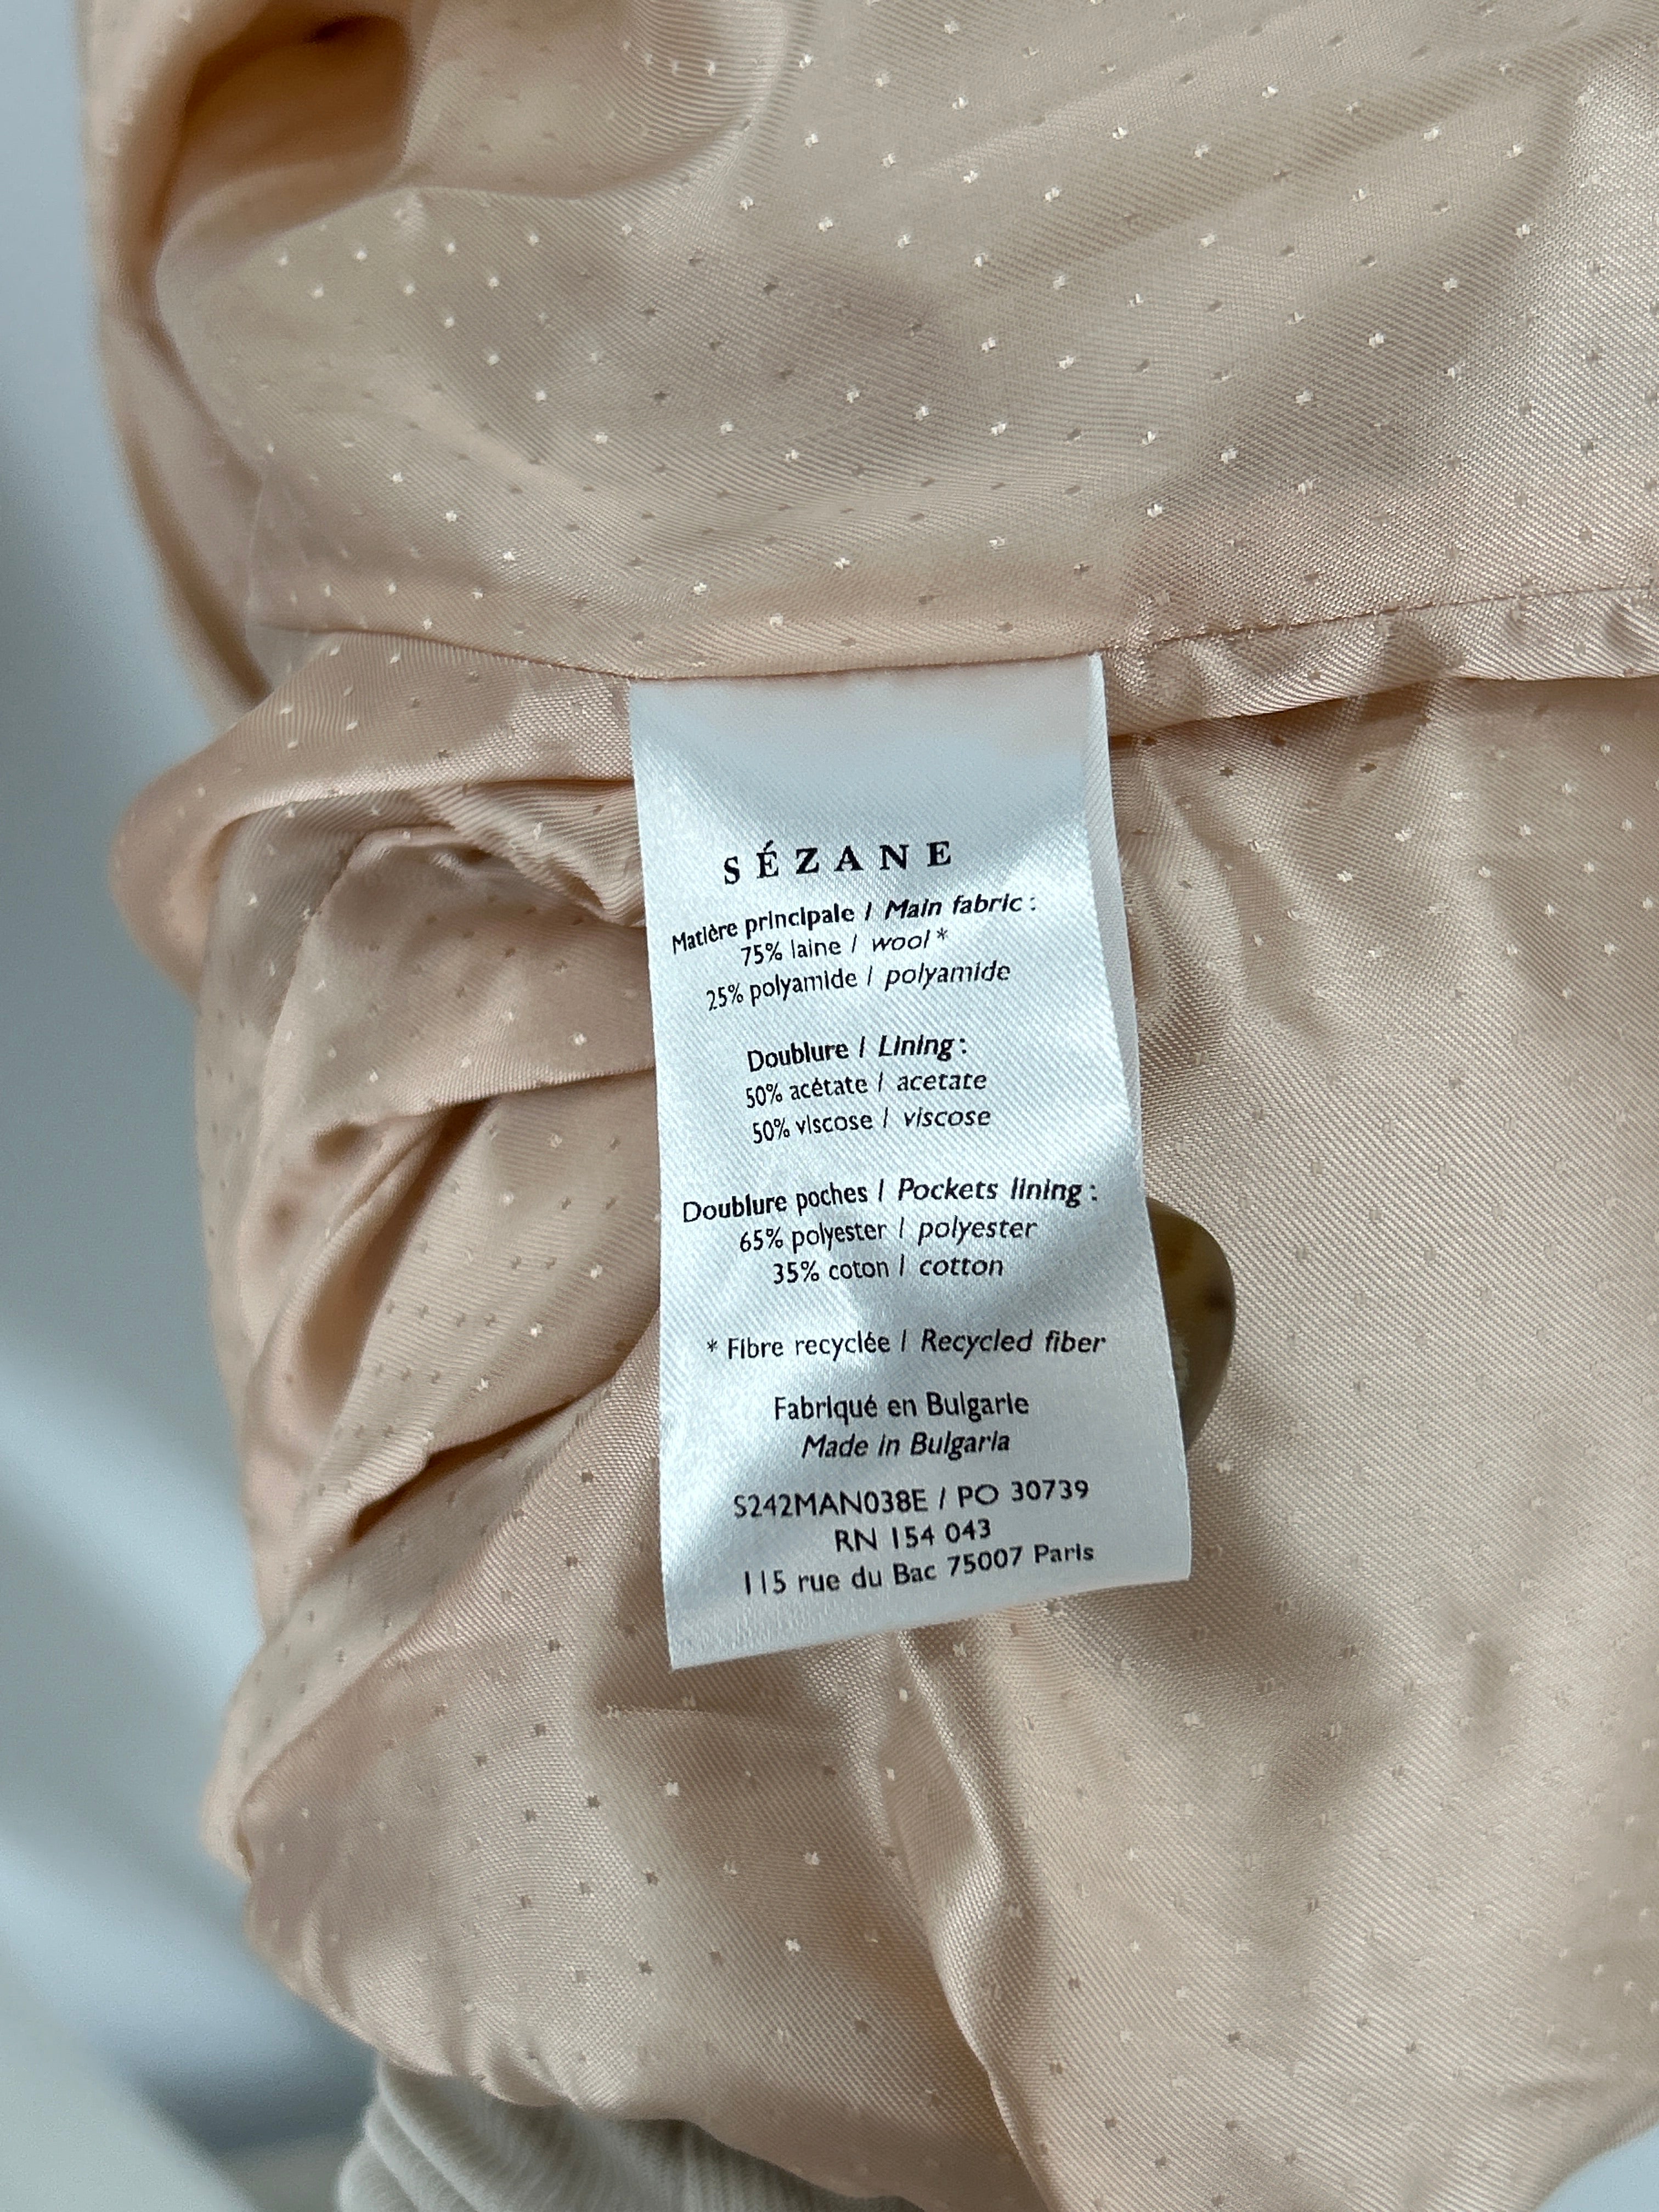 SÉZANE
Matière principale / Main fabric :
75% laine / wool *
25% polyamide / polyamide
Doublure / Lining :
50% acétate / acetate
50% viscose / viscose
Doublure poches / Pockets lining :
65% polyester / polyester
35% coton / cotton
* Fibre recyclée / Recycled fiber
Fabriqué en Bulgarie
Made in Bulgaria
S242MAN038E / PO 30739
RN 154 043
115 rue du Bac 75007 Paris